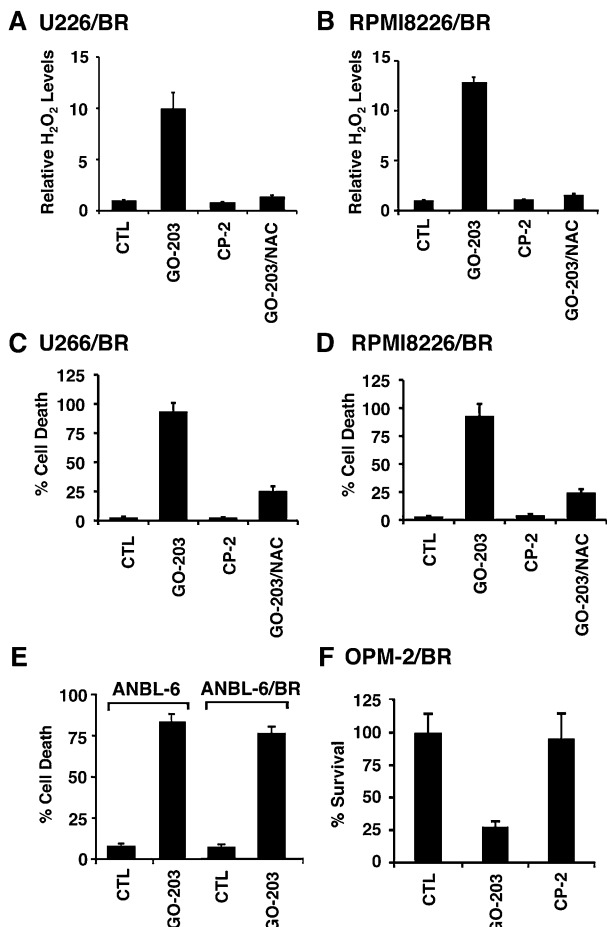 A U226/BR
Relative H₂O₂ Levels
15
10
5
0
CTL
GO-203
CP-2
GO-203/NAC
B RPMI8226/BR
Relative H₂O₂ Levels
15
10
5
0
CTL
GO-203
CP-2
GO-203/NAC
C U266/BR
% Cell Death
125
100
75
50
25
0
CTL
GO-203
CP-2
GO-203/NAC
D RPMI8226/BR
% Cell Death
125
100
75
50
25
0
CTL
GO-203
CP-2
GO-203/NAC
E
ANBL-6 ANBL-6/BR
% Cell Death
100
75
50
25
0
CTL
GO-203
CTL
GO-203
F OPM-2/BR
% Survival
125
100
75
50
25
0
CTL
GO-203
CP-2